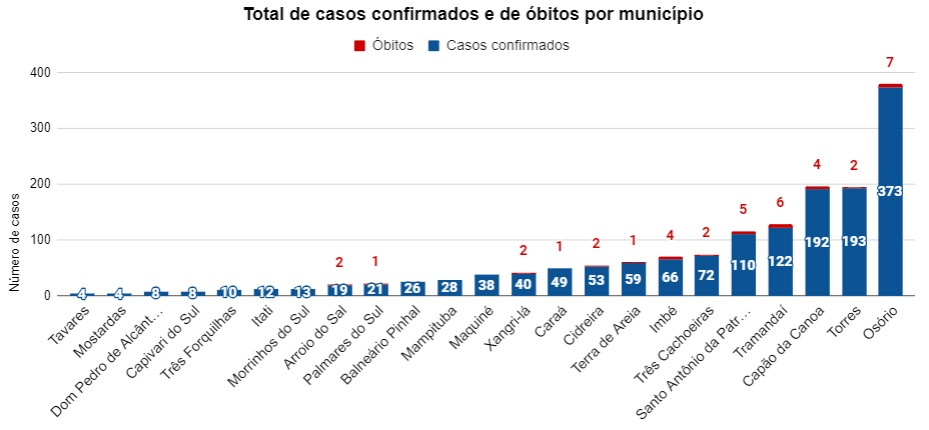 Total de casos confirmados e de óbitos por município
Óbitos Casos confirmados
Número de casos
400
300
200
100
0
7
4
2
6
5
2
4
1
2
1
2
1
2
4
4
8
8
10
12
13
19
21
26
28
38
40
49
53
59
66
72
110
122
192
193
373
Tavares
Mostardas
Dom Pedro de Alcânt…
Capivari do Sul
Três Forquilhas
Itati
Morrinhos do Sul
Arroio do Sal
Palmares do Sul
Balneário Pinhal
Mampituba
Maquiné
Xangri-lá
Caraá
Cidreira
Terra de Areia
Imbé
Três Cachoeiras
Santo Antônio da Patr…
Tramandaí
Capão da Canoa
Torres
Osório